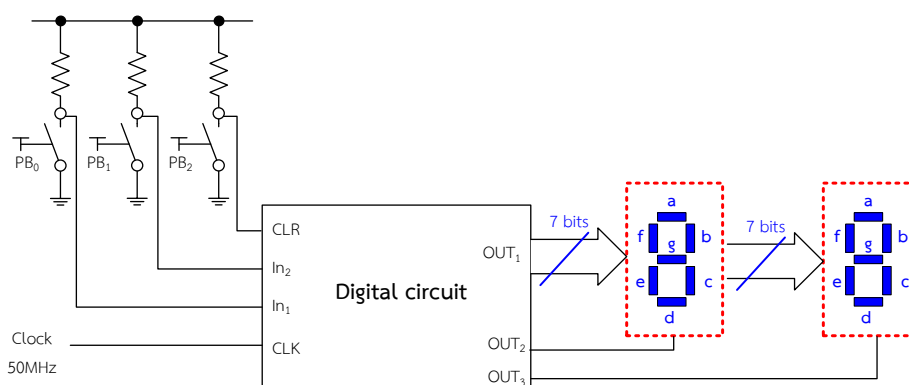 PB0 PB1 PB2
CLR
In2
In1
CLK
Clock
50MHz
Digital circuit
OUT1
OUT2
OUT3
7 bits
a
f b
g
e c
d
7 bits
a
f b
g
e c
d